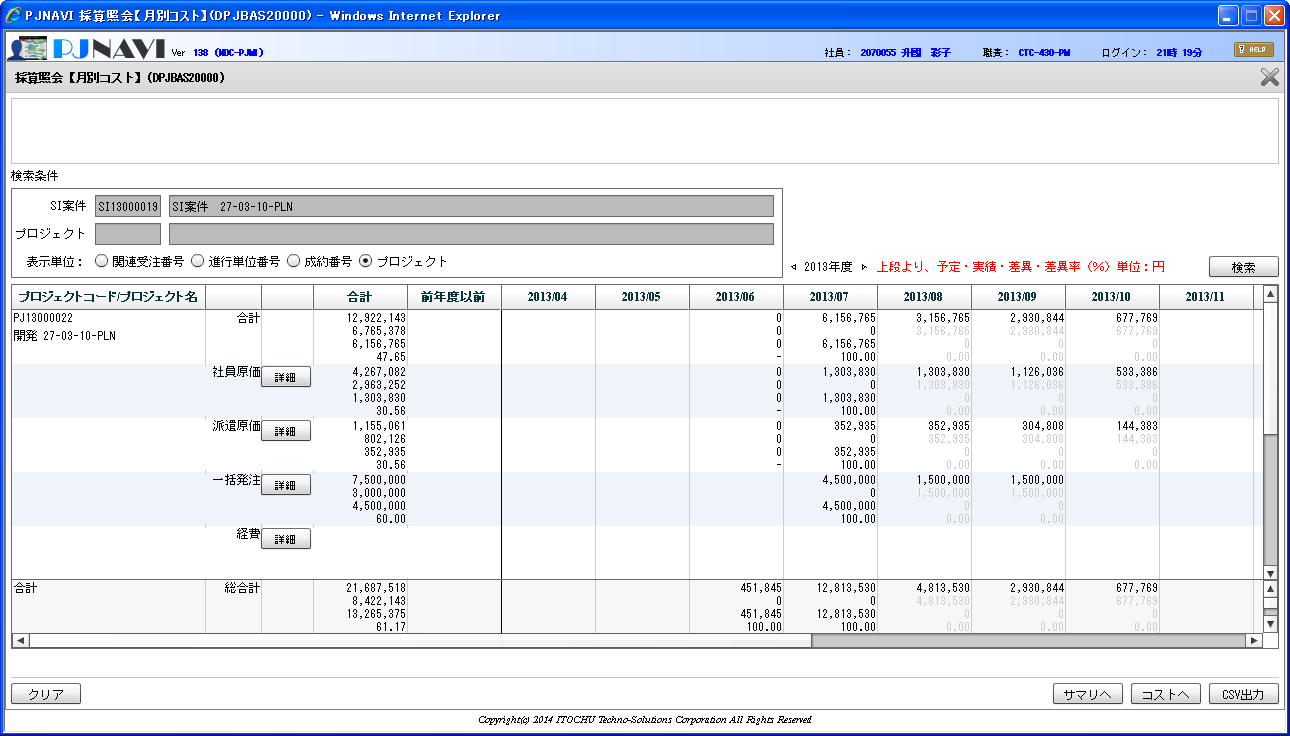 PJNAVI 採算照会【月別コスト】(DPJBAS20000) - Windows Internet Explorer
PJNAVI Ver 138 (NDC-PJMI) 社員： 2070055 升國 彩子 職責： CTC-430-PM ログイン： 21時 19分 ? HELP
採算照会【月別コスト】(DPJBAS20000)
検索条件
SI案件 SI13000019 SI案件 27-03-10-PLN
プロジェクト
表示単位： 関連受注番号 進行単位番号 成約番号 プロジェクト
2013年度 上段より、予定・実績・差異・差異率（％）単位：円 検索
プロジェクトコード/プロジェクト名 合計 前年度以前 2013/04 2013/05 2013/06 2013/07 2013/08 2013/09 2013/10 2013/11
PJ13000022 合計 12,922,143 0 6,156,765 3,156,765 2,930,844 677,769
開発 27-03-10-PLN 6,765,378 0 0 3,156,765 2,930,844 677,769
6,156,765 0 6,156,765 0 0 0
47.65 - 100.00 0.00 0.00 0.00
社員原価 詳細 4,267,082 0 1,303,830 1,303,830 1,126,036 533,386
2,963,252 0 0 1,303,830 1,126,036 533,386
1,303,830 0 1,303,830 0 0 0
30.56 - 100.00 0.00 0.00 0.00
派遣原価 詳細 1,155,061 0 352,935 352,935 304,808 144,383
802,126 0 0 352,935 304,808 144,383
352,935 0 352,935 0 0 0
30.56 - 100.00 0.00 0.00 0.00
一括発注 詳細 7,500,000 4,500,000 1,500,000 1,500,000
3,000,000 0 1,500,000 1,500,000
4,500,000 4,500,000 0 0
60.00 100.00 0.00 0.00
経費 詳細
合計 総合計 21,687,518 451,845 12,813,530 4,813,530 2,930,844 677,769
8,422,143 0 0 4,813,530 2,930,844 677,769
13,265,375 451,845 12,813,530 0 0 0
61.17 100.00 100.00 0.00 0.00 0.00
クリア サマリへ コストへ CSV出力
Copyright(c) 2014 ITOCHU Techno-Solutions Corporation All Rights Reserved